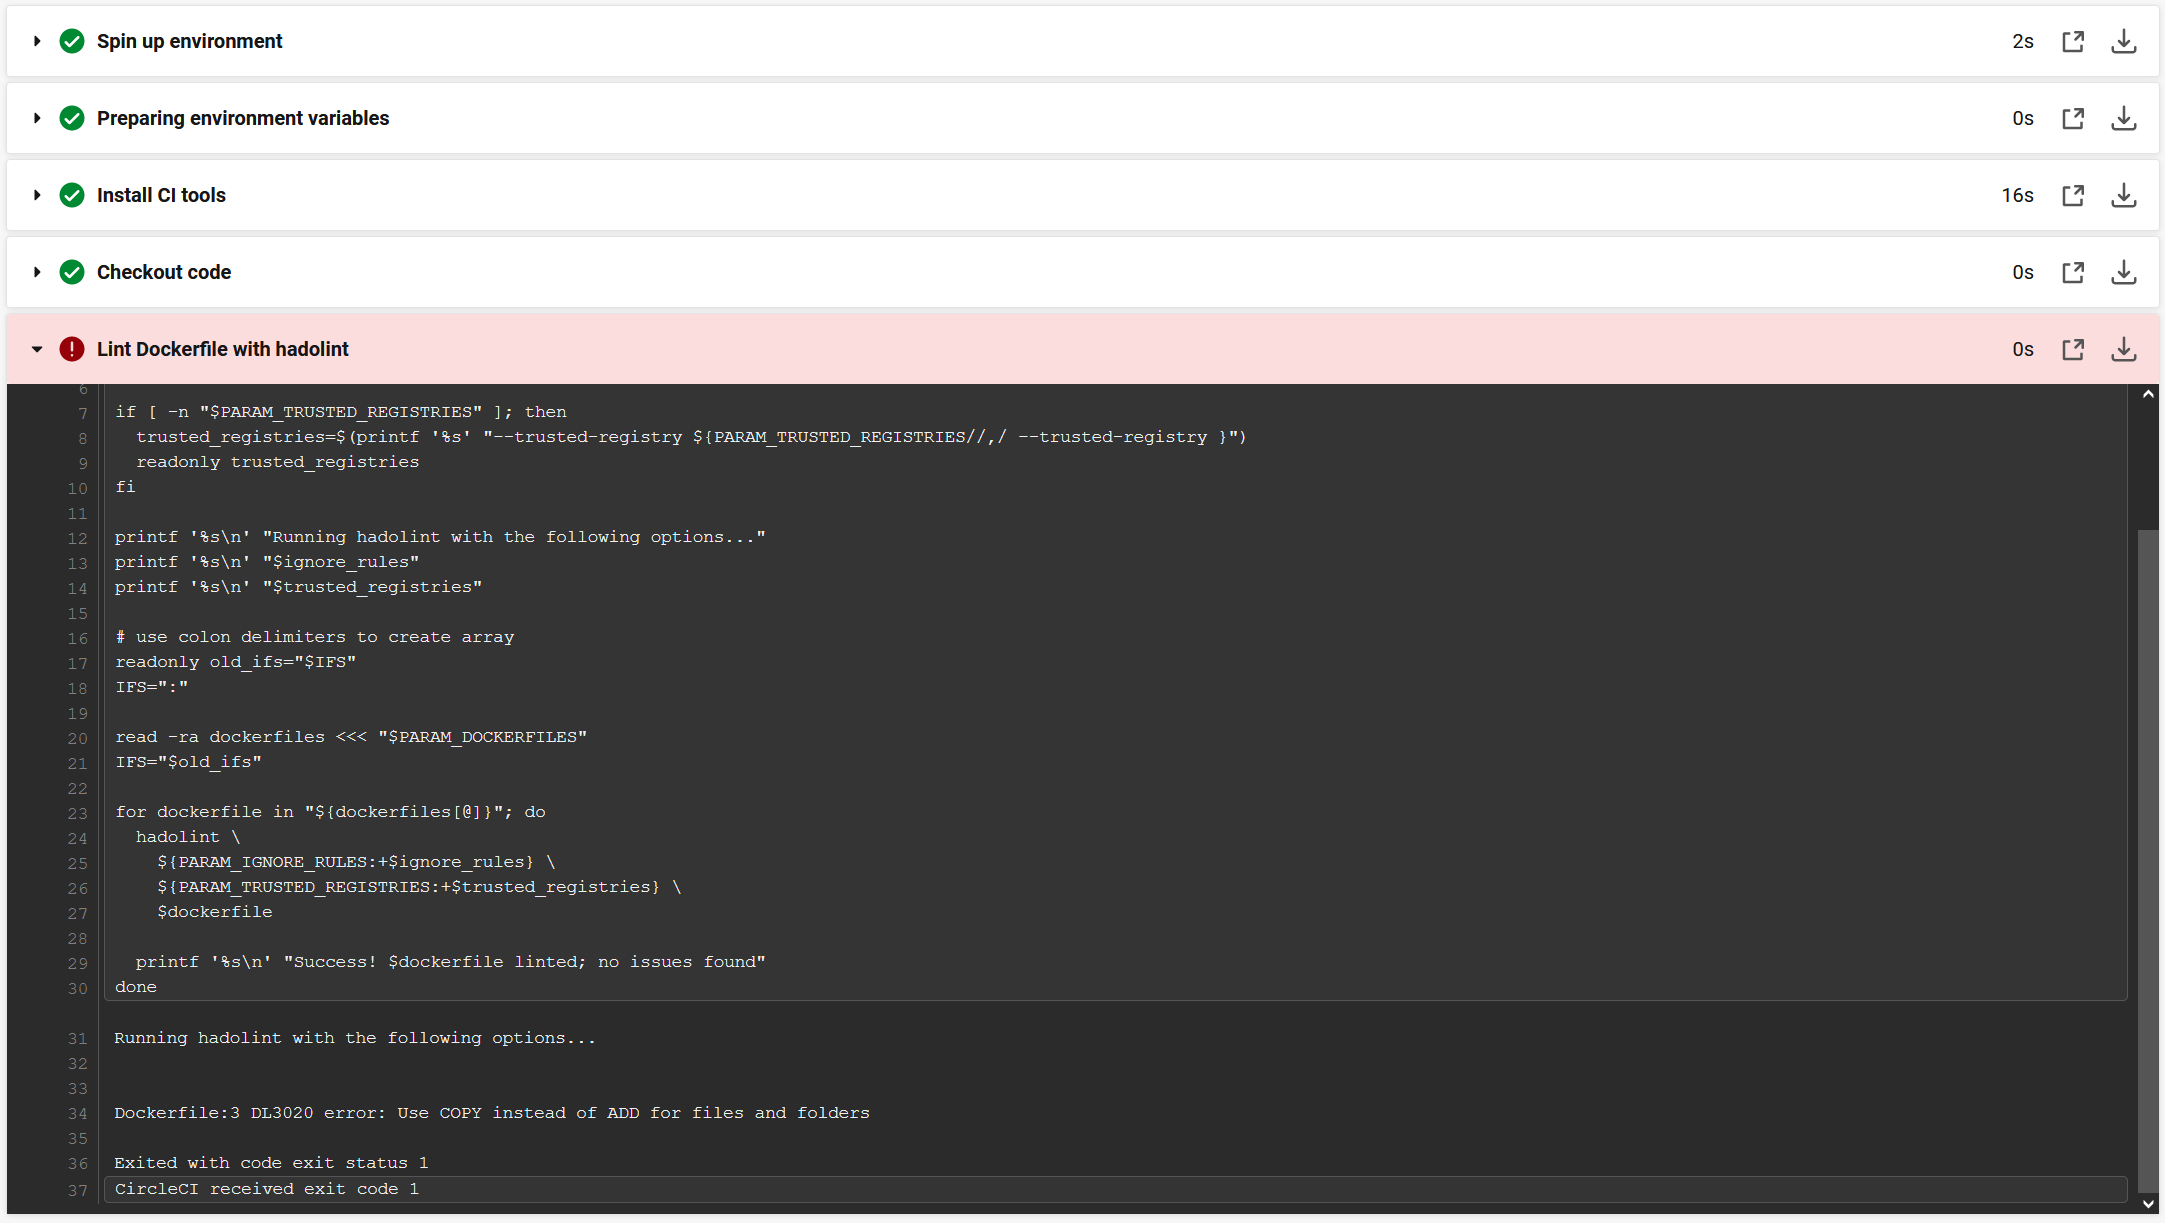 Spin up environment 2s
Preparing environment variables 0s
Install CI tools 16s
Checkout code 0s
Lint Dockerfile with hadolint 0s
6
7 if [ -n "$PARAM_TRUSTED_REGISTRIES" ]; then
8   trusted_registries=$(printf '%s' "--trusted-registry ${PARAM_TRUSTED_REGISTRIES//,/ --trusted-registry }")
9   readonly trusted_registries
10 fi
11
12 printf '%s\n' "Running hadolint with the following options..."
13 printf '%s\n' "$ignore_rules"
14 printf '%s\n' "$trusted_registries"
15
16 # use colon delimiters to create array
17 readonly old_ifs="$IFS"
18 IFS=":"
19
20 read -ra dockerfiles <<< "$PARAM_DOCKERFILES"
21 IFS="$old_ifs"
22
23 for dockerfile in "${dockerfiles[@]}"; do
24   hadolint \
25     ${PARAM_IGNORE_RULES:+$ignore_rules} \
26     ${PARAM_TRUSTED_REGISTRIES:+$trusted_registries} \
27     $dockerfile
28
29   printf '%s\n' "Success! $dockerfile linted; no issues found"
30 done
31 Running hadolint with the following options...
32
33
34 Dockerfile:3 DL3020 error: Use COPY instead of ADD for files and folders
35
36 Exited with code exit status 1
37 CircleCI received exit code 1